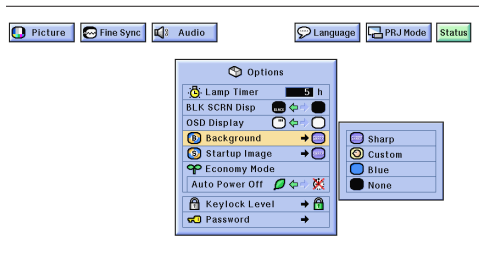 Picture
Fine Sync
Audio
Language
PRJ Mode
Status
Options
Lamp Timer 5 h
BLK SCRN Disp
OSD Display
Background
Startup Image
Economy Mode
Auto Power Off
Keylock Level
Password
Sharp
Custom
Blue
None